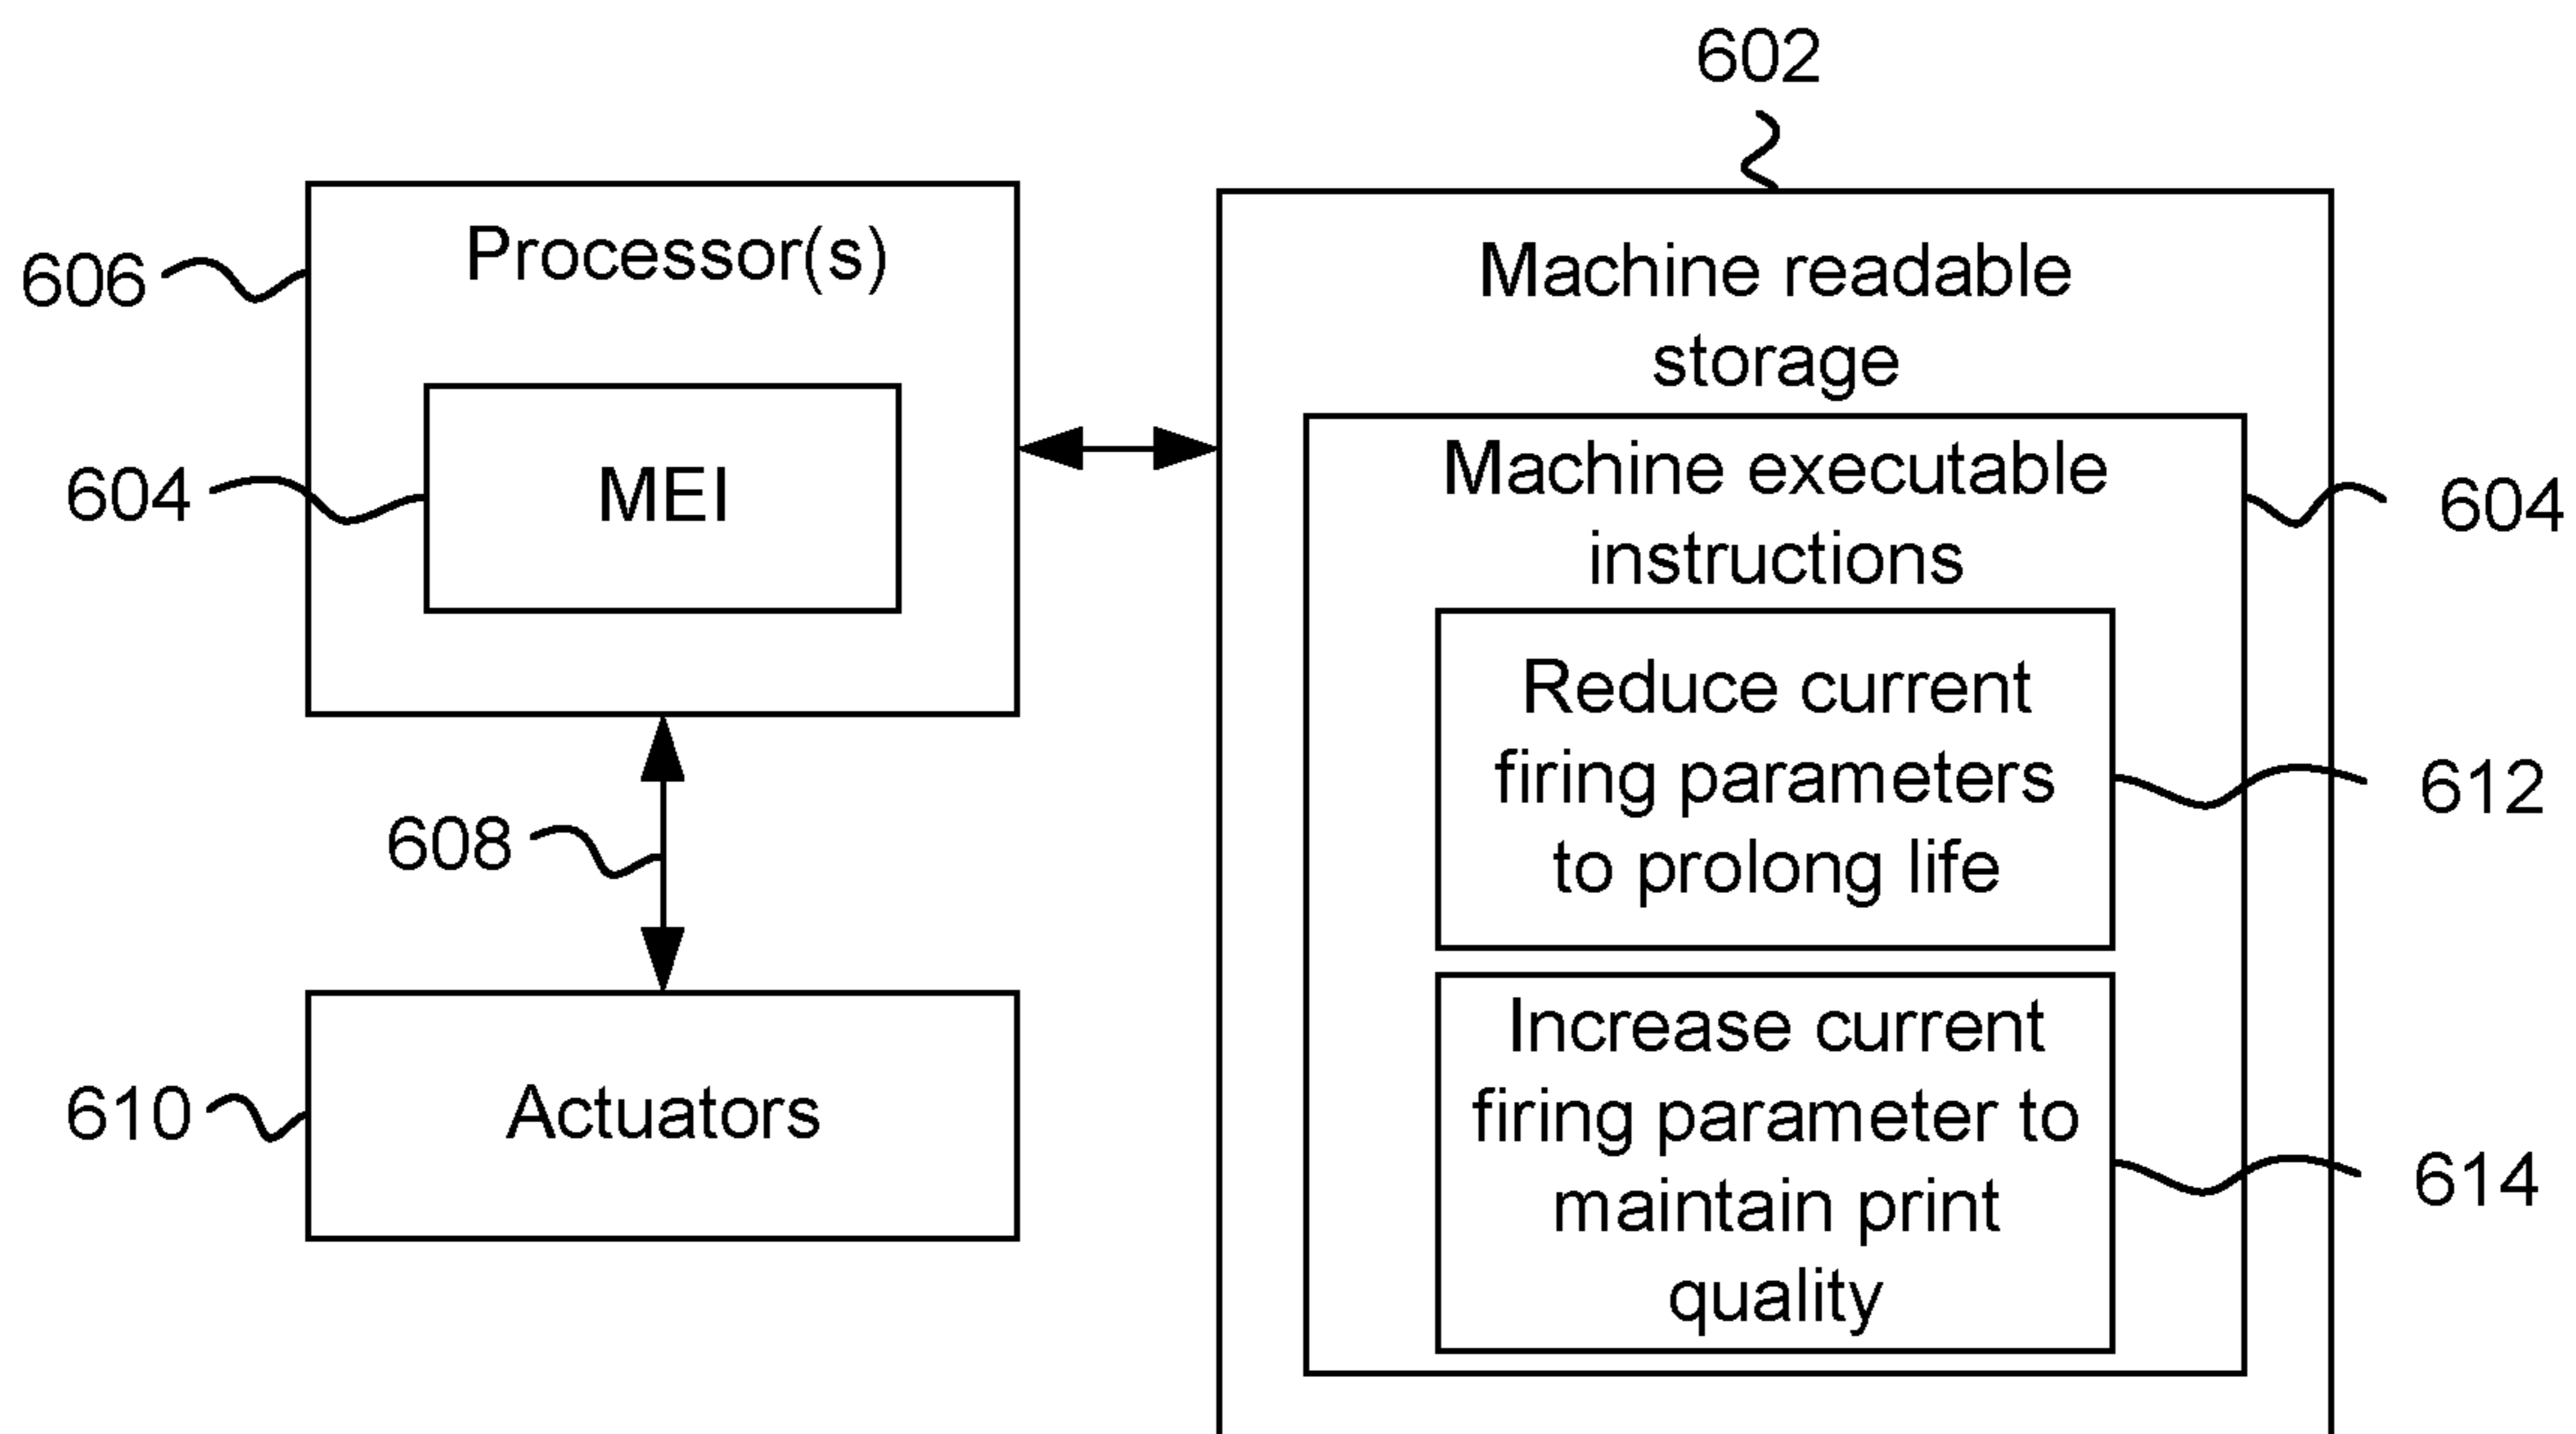 602
606
Processor(s)
604
MEI
608
610
Actuators
Machine readable
storage
Machine executable
instructions
604
Reduce current
firing parameters
to prolong life
612
Increase current
firing parameter to
maintain print
quality
614